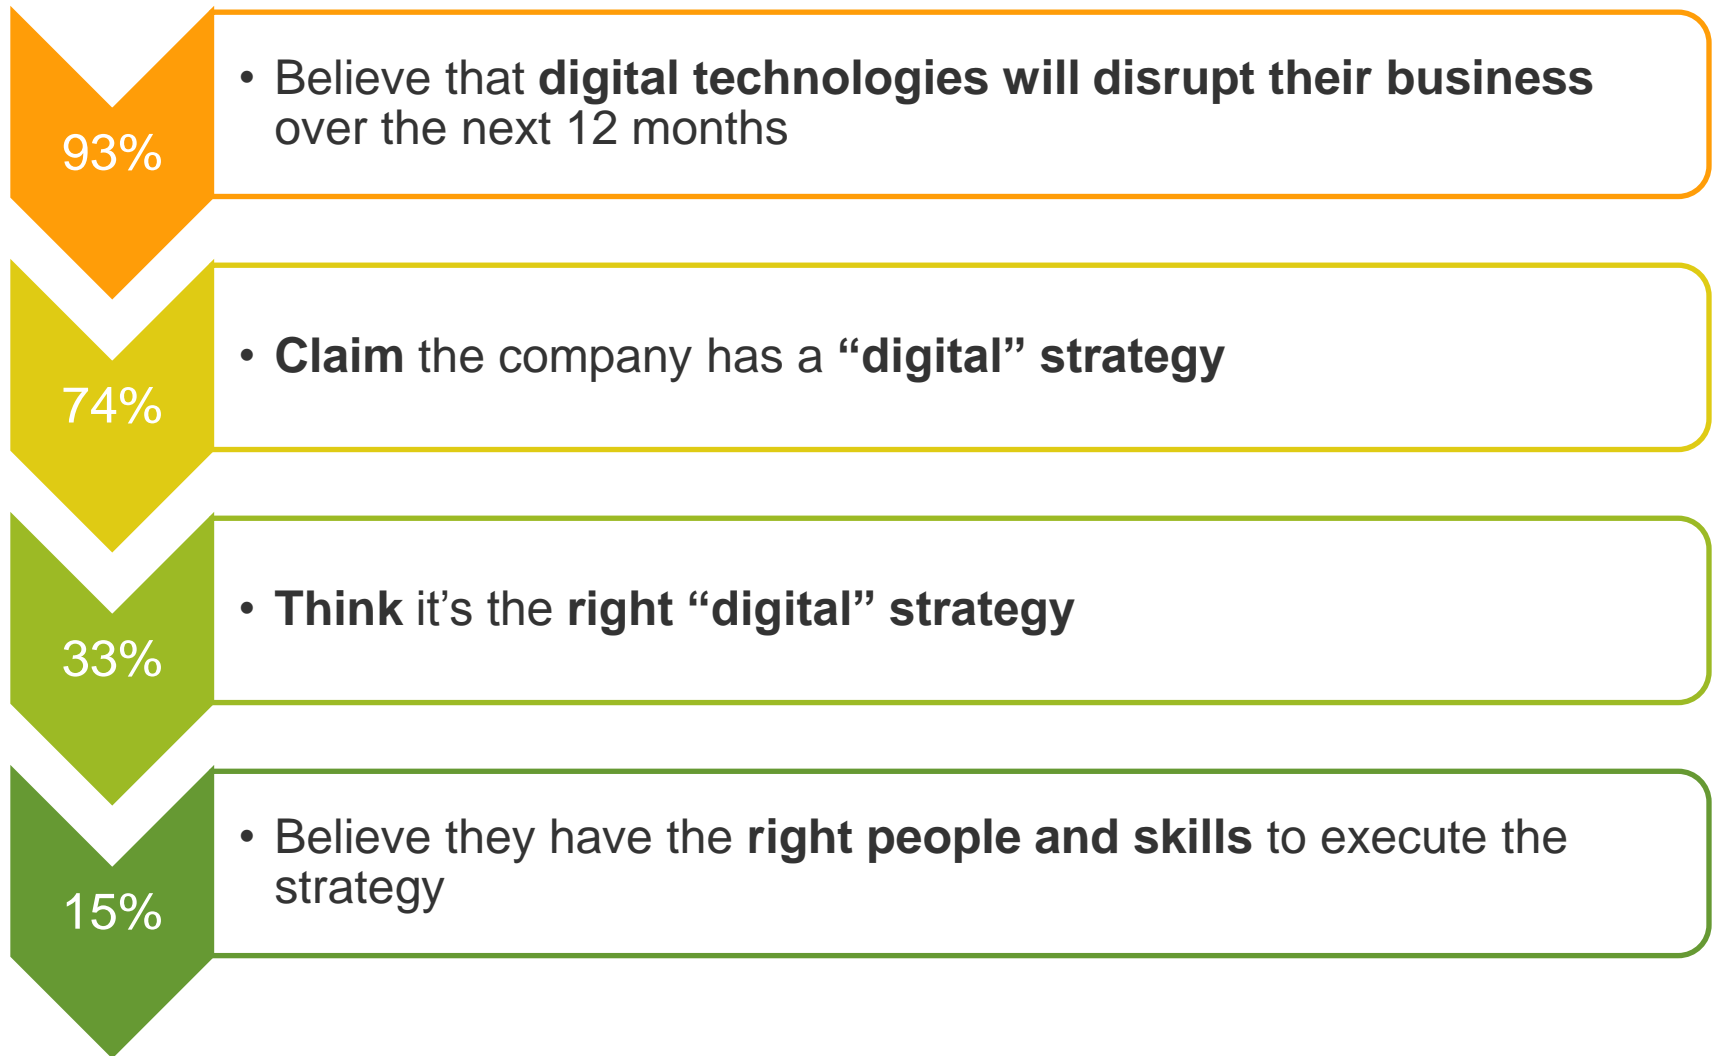 93%
• Believe that digital technologies will disrupt their business
over the next 12 months
74%
• Claim the company has a “digital” strategy
33%
• Think it’s the right “digital” strategy
15%
• Believe they have the right people and skills to execute the
strategy